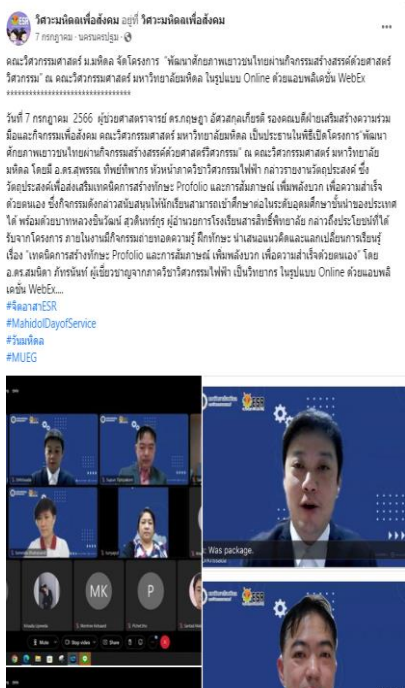 วิศวะมหิดลเพื่อสังคม อยู่ที่ วิศวะมหิดลเพื่อสังคม
7 กรกฎาคม · นครนครปฐม ·
คณะวิศวกรรมศาสตร์ ม.มหิดล จัดโครงการ "พัฒนาศักยภาพเยาวชนไทยผ่านกิจกรรมสร้างสรรค์ด้วยศาสตร์
วิศวกรรม" ณ คณะวิศวกรรมศาสตร์ มหาวิทยาลัยมหิดล ในรูปแบบ Online ด้วยแอบพลิเคชั่น WebEx
********************************
วันที่ 7 กรกฎาคม 2566 ผู้ช่วยศาสตราจารย์ ดร.กฤษฎา อัศวสกุลเกียรติ รองคณบดีฝ่ายเสริมสร้างความร่วม
มือและกิจกรรมเพื่อสังคม คณะวิศวกรรมศาสตร์ มหาวิทยาลัยมหิดล เป็นประธานในพิธีเปิดโครงการ"พัฒนา
ศักยภาพเยาวชนไทยผ่านกิจกรรมสร้างสรรค์ด้วยศาสตร์วิศวกรรม" ณ คณะวิศวกรรมศาสตร์ มหาวิทยาลัย
มหิดล โดยมี อ.ดร.สุพรรณ ทิพย์ทิพากร หัวหน้าภาควิชาวิศวกรรมไฟฟ้า กล่าวรายงานวัตถุประสงค์ ซึ่ง
วัตถุประสงค์เพื่อส่งเสริมเทคนิคการสร้างทักษะ Profolio และการสัมภาษณ์ เพิ่มพลังบวก เพื่อความสำเร็จ
ด้วยตนเอง ซึ่งกิจกรรมดังกล่าวสนับสนุนให้นักเรียนสามารถเข้าศึกษาต่อในระดับอุดมศึกษาชั้นนำของประเทศ
ได้ พร้อมด้วยบาทหลวงชินวัฒน์ สุวดินทร์กูร ผู้อำนวยการโรงเรียนสารสิทธิ์พิทยาลัย กล่าวถึงประโยชน์ที่ได้
รับจากโครงการ ภายในงานมีกิจกรรมถ่ายทอดความรู้ ฝึกทักษะ นำเสนอแนวคิดและแลกเปลี่ยนการเรียนรู้
เรื่อง "เทคนิคการสร้างทักษะ Profolio และการสัมภาษณ์ เพิ่มพลังบวก เพื่อความสำเร็จด้วยตนเอง" โดย
อ.ดร.สมนิดา ภัทรนันท์ ผู้เชี่ยวชาญจากภาควิชาวิศวกรรมไฟฟ้า เป็นวิทยากร ในรูปแบบ Online ด้วยแอบพลิ
เคชั่น WebEx....
#จิตอาสาESR
#MahidolDayofService
#วันมหิดล
#MUEG
MK
P
Mute
Stop video
Share
Was package.